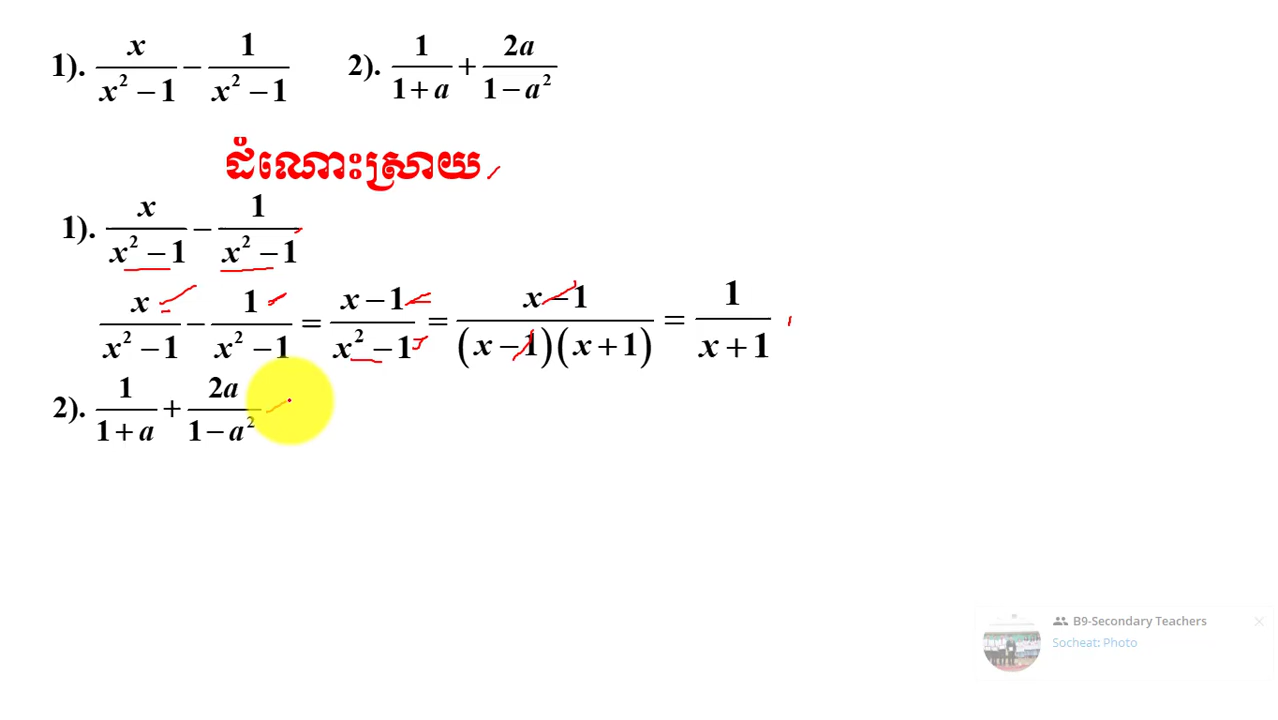 1). x/(x² − 1) − 1/(x² − 1)    2). 1/(1 + a) + 2a/(1 − a²)
ដំណោះស្រាយ
1). x/(x² − 1) − 1/(x² − 1)
x/(x² − 1) − 1/(x² − 1) = (x − 1)/(x² − 1) = (x − 1)/((x − 1)(x + 1)) = 1/(x + 1)
2). 1/(1 + a) + 2a/(1 − a²)
B9-Secondary Teachers
Socheat: Photo